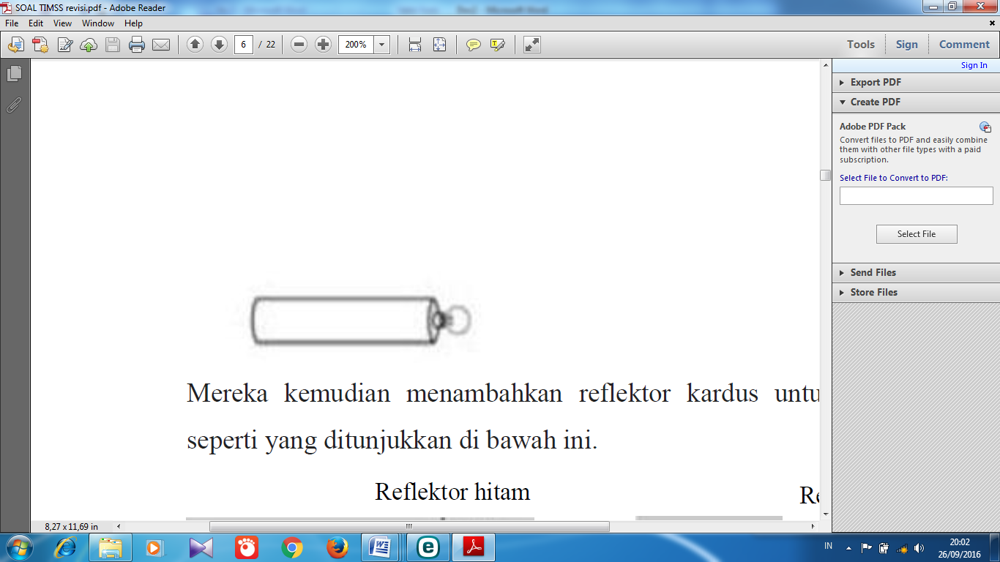 SOAL TIMSS revisi.pdf - Adobe Reader
File Edit View Window Help
6 / 22 200% Tools Sign Comment
Sign In
Export PDF
Create PDF
Adobe PDF Pack
Convert files to PDF and easily combine
them with other file types with a paid
subscription.
Select File to Convert to PDF:
Select File
Send Files
Store Files
Mereka kemudian menambahkan reflektor kardus untu
seperti yang ditunjukkan di bawah ini.
Reflektor hitam Re
8,27 x 11,69 in
IN 20:02
26/09/2016